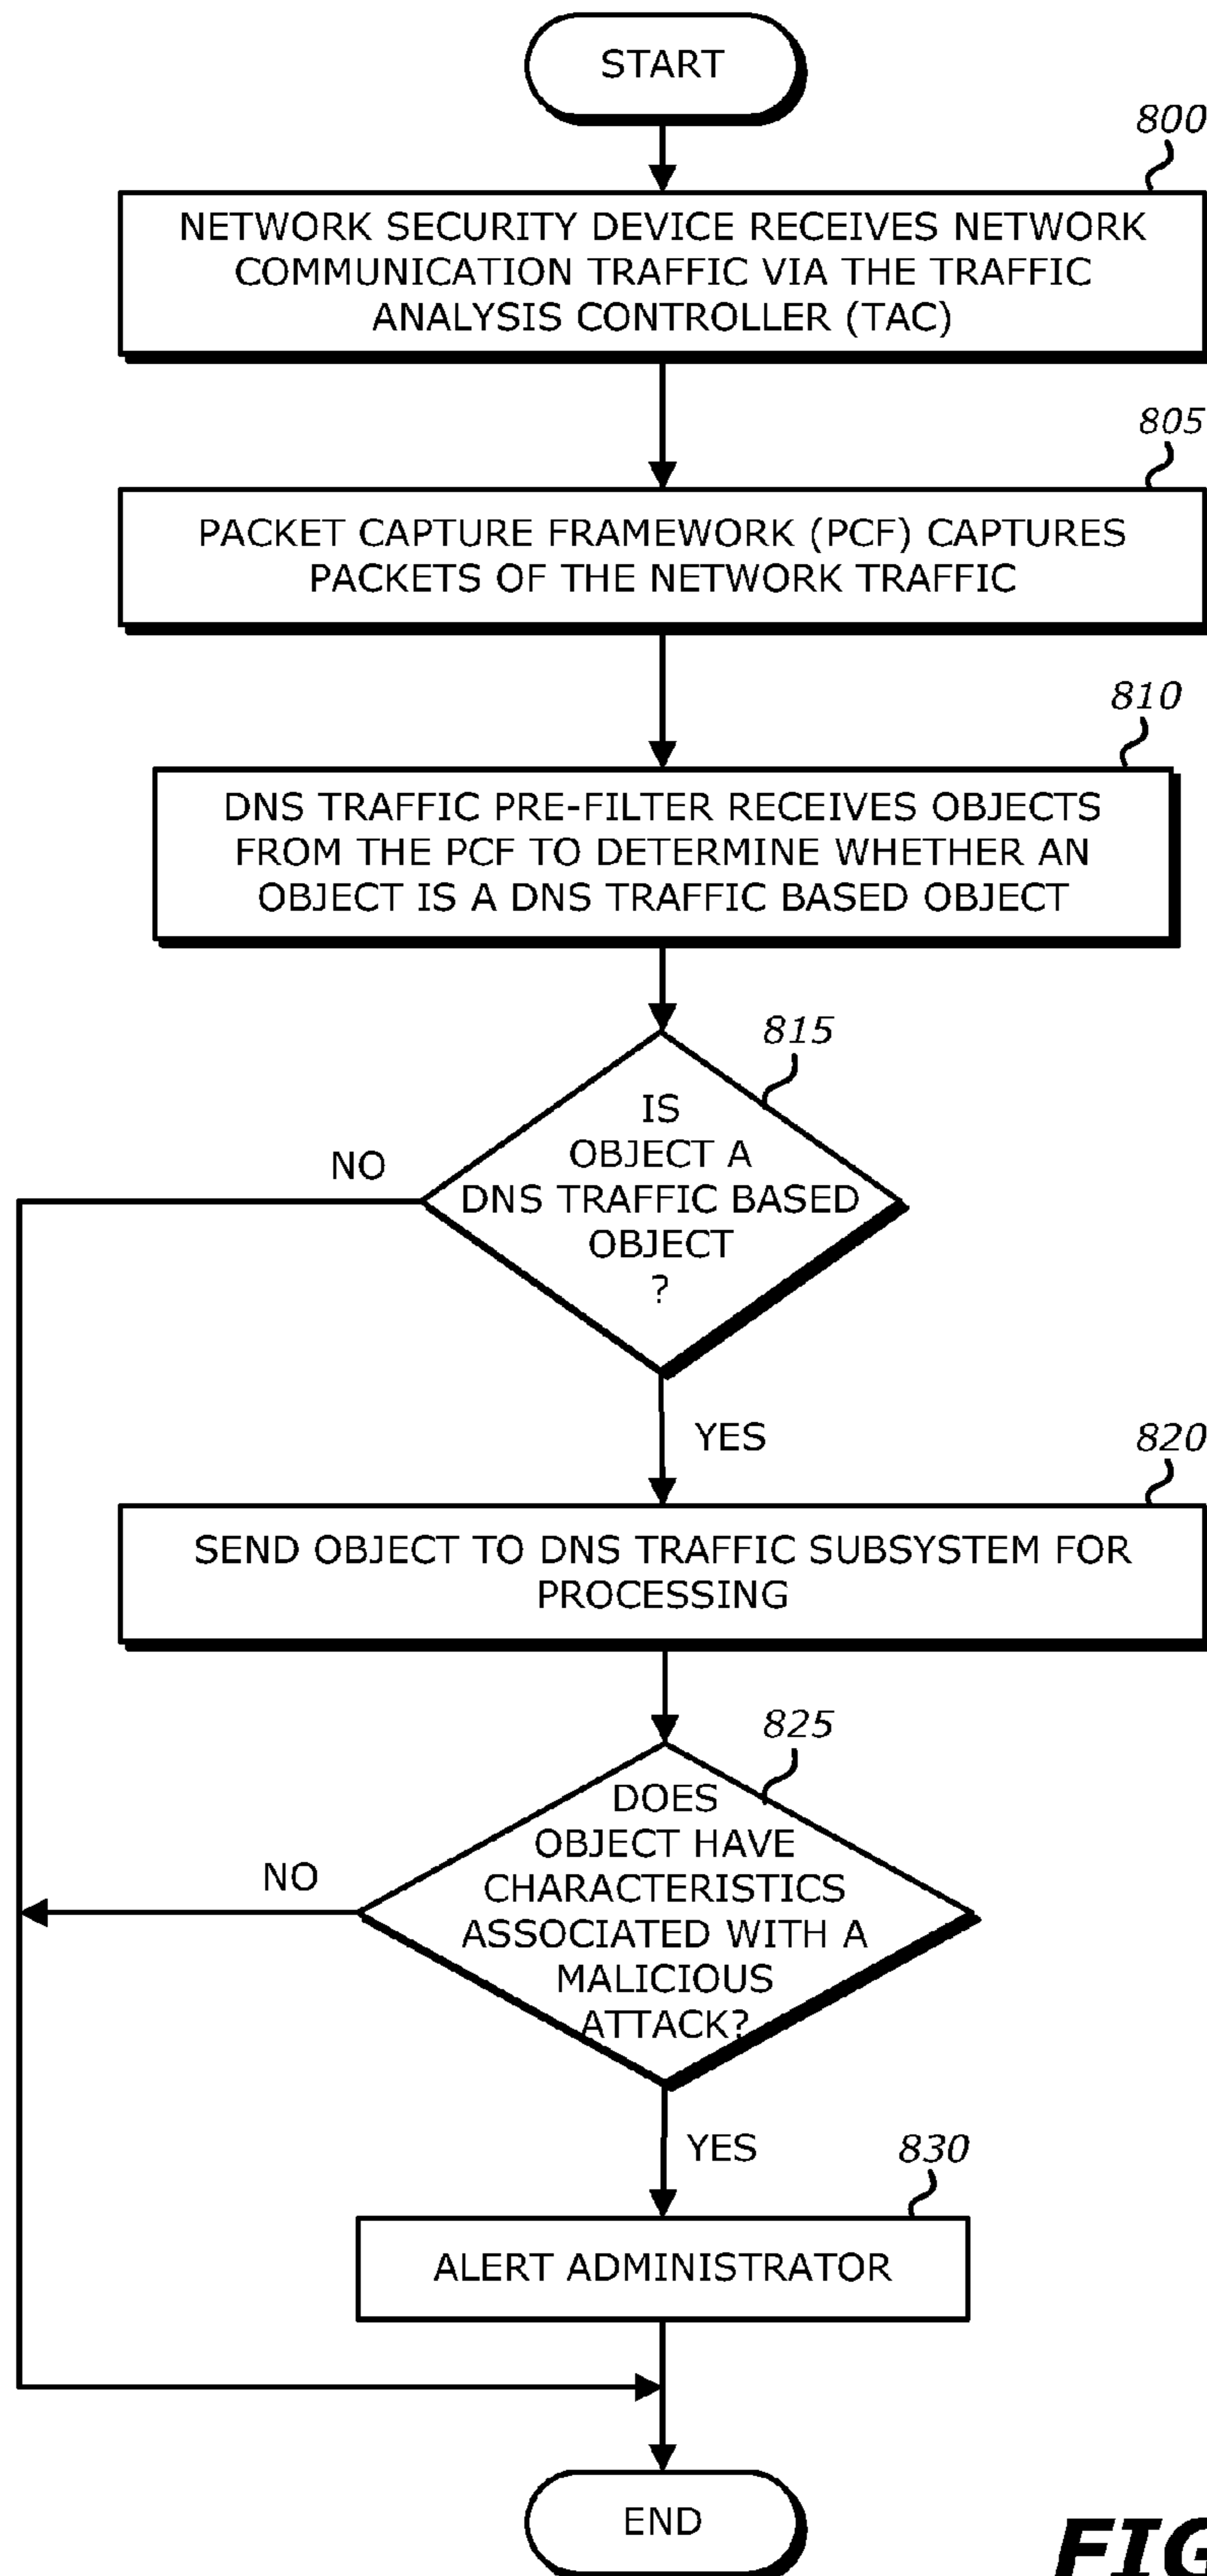 START
800
NETWORK SECURITY DEVICE RECEIVES NETWORK
COMMUNICATION TRAFFIC VIA THE TRAFFIC
ANALYSIS CONTROLLER (TAC)
805
PACKET CAPTURE FRAMEWORK (PCF) CAPTURES
PACKETS OF THE NETWORK TRAFFIC
810
DNS TRAFFIC PRE-FILTER RECEIVES OBJECTS
FROM THE PCF TO DETERMINE WHETHER AN
OBJECT IS A DNS TRAFFIC BASED OBJECT
815
IS
OBJECT A
DNS TRAFFIC BASED
OBJECT
?
NO
YES
820
SEND OBJECT TO DNS TRAFFIC SUBSYSTEM FOR
PROCESSING
825
DOES
OBJECT HAVE
CHARACTERISTICS
ASSOCIATED WITH A
MALICIOUS
ATTACK?
NO
YES
830
ALERT ADMINISTRATOR
END
FIG